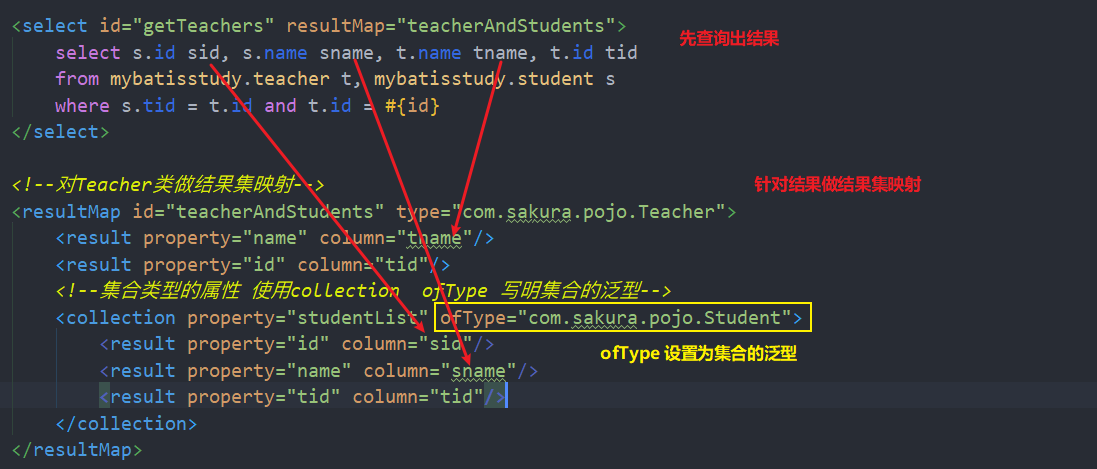 <select id="getTeachers" resultMap="teacherAndStudents">
先查询出结果
select s.id sid, s.name sname, t.name tname, t.id tid
from mybatisstudy.teacher t, mybatisstudy.student s
where s.tid = t.id and t.id = #{id}
</select>
<!--对Teacher类做结果集映射-->
针对结果做结果集映射
<resultMap id="teacherAndStudents" type="com.sakura.pojo.Teacher">
<result property="name" column="tname"/>
<result property="id" column="tid"/>
<!--集合类型的属性 使用collection  ofType 写明集合的泛型-->
<collection property="studentList" ofType="com.sakura.pojo.Student">
<result property="id" column="sid"/>
ofType 设置为集合的泛型
<result property="name" column="sname"/>
<result property="tid" column="tid"/>
</collection>
</resultMap>